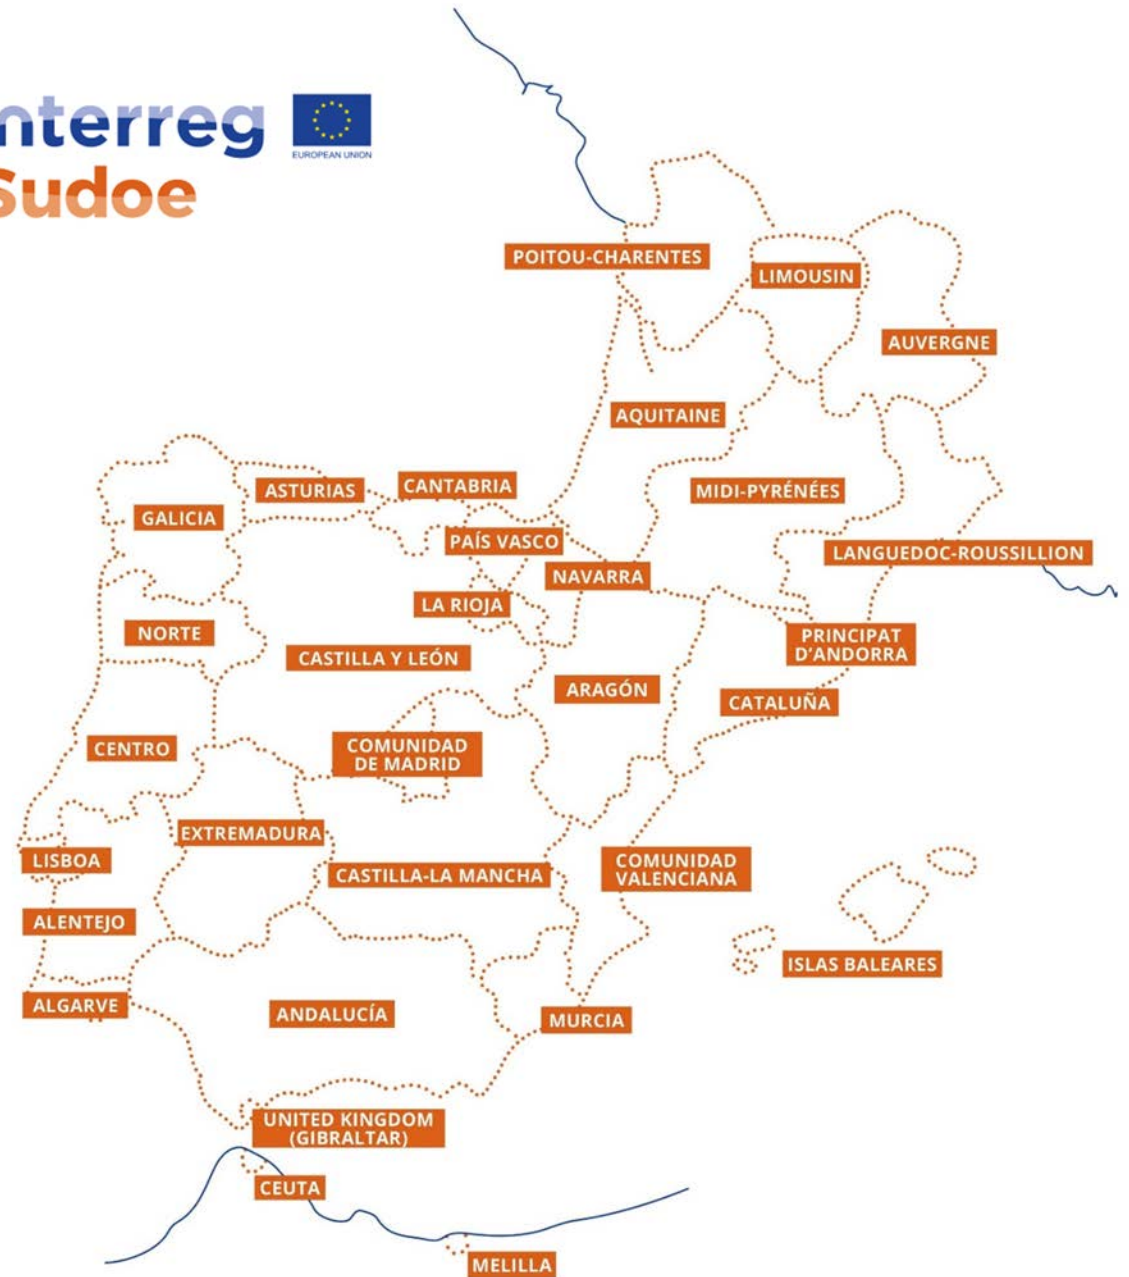 nterreg
EUROPEAN UNION
Sudoe
POITOU-CHARENTES
LIMOUSIN
AUVERGNE
AQUITAINE
ASTURIAS
CANTABRIA
MIDI-PYRÉNÉES
GALICIA
PAÍS VASCO
LANGUEDOC-ROUSSILLION
NAVARRA
LA RIOJA
NORTE
PRINCIPAT
D'ANDORRA
CASTILLA Y LEÓN
ARAGÓN
CATALUÑA
CENTRO
COMUNIDAD
DE MADRID
EXTREMADURA
LISBOA
CASTILLA-LA MANCHA
COMUNIDAD
VALENCIANA
ALENTEJO
ISLAS BALEARES
ALGARVE
ANDALUCÍA
MURCIA
UNITED KINGDOM
(GIBRALTAR)
CEUTA
MELILLA